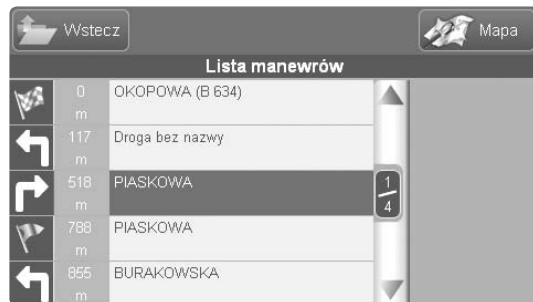 Wstecz
Mapa
Lista manewrów
0 m
OKOPOWA (B 634)
117 m
Droga bez nazwy
518 m
PIASKOWA
1/4
788 m
PIASKOWA
855 m
BURAKOWSKA